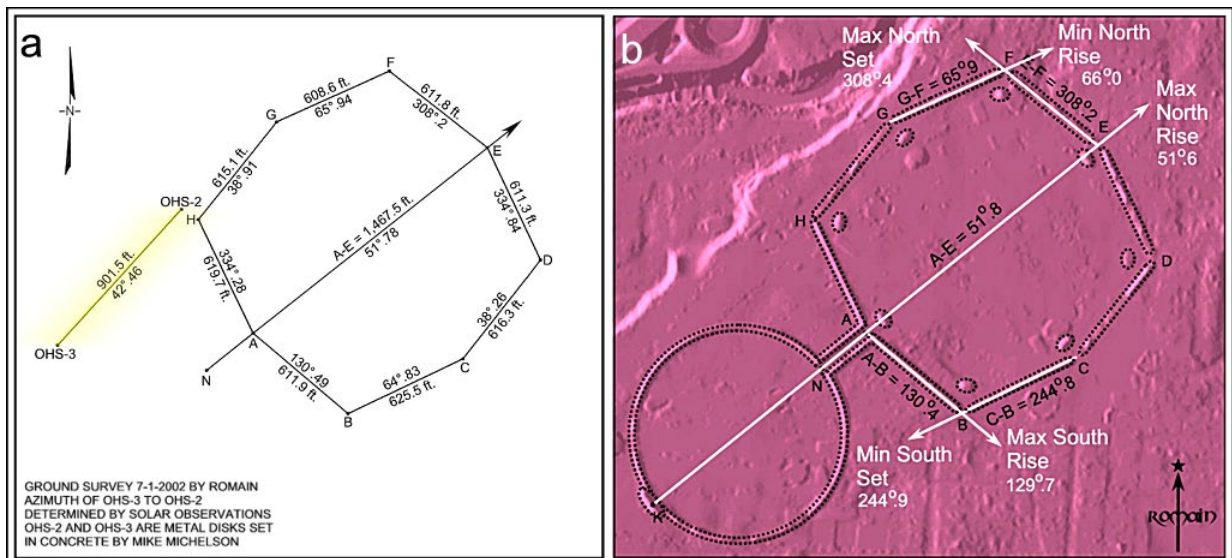 a
-N-
F
608.6 ft.
65°.94
611.8 ft.
308°.2
G
E
615.1 ft.
38°.91
OHS-2
H
611.3 ft.
334°.84
A-E = 1,467.5 ft.
51°.78
901.5 ft.
42°.46
334°.28
619.7 ft.
D
OHS-3
A
38°.26
616.3 ft.
N
130°.49
611.9 ft.
64°.83
625.5 ft.
C
B
GROUND SURVEY 7-1-2002 BY ROMAIN
AZIMUTH OF OHS-3 TO OHS-2
DETERMINED BY SOLAR OBSERVATIONS
OHS-2 AND OHS-3 ARE METAL DISKS SET
IN CONCRETE BY MIKE MICHELSON
b
Max North
Set
308°.4
Min North
Rise
66°.0
F
G-F = 65°.9
E-F = 308°.2
Max
North
Rise
51°.6
G
E
H
A-E = 51°.8
D
A
N
A-B = 130°.4
C-B = 244°.8
C
B
Min South
Set
244°.9
Max South
Rise
129°.7
K
ROMAIN